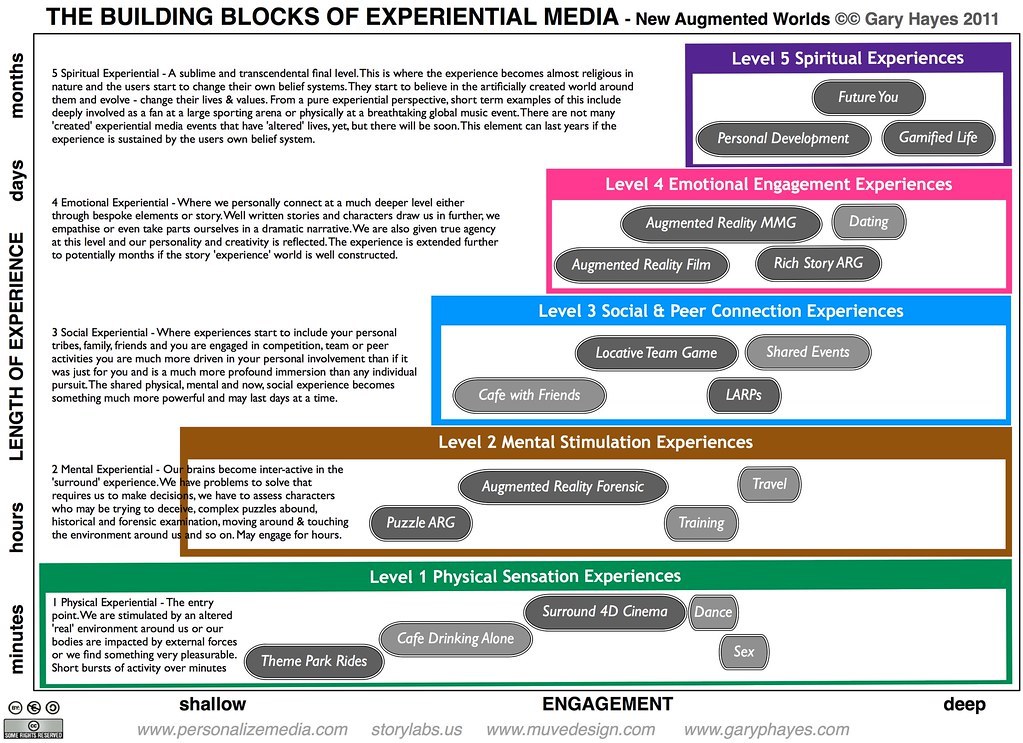 THE BUILDING BLOCKS OF EXPERIENTIAL MEDIA - New Augmented Worlds ©© Gary Hayes 2011
months
days
LENGTH OF EXPERIENCE
hours
minutes
Level 5 Spiritual Experiences
5 Spiritual Experiential - A sublime and transcendental final level. This is where the experience becomes almost religious in
nature and the users start to change their own belief systems. They start to believe in the artificially created world around
them and evolve - change their lives & values. From a pure experiential perspective, short term examples of this include
deeply involved as a fan at a large sporting arena or physically at a breathtaking global music event. There are not many
'created' experiential media events that have 'altered' lives, yet, but there will be soon. This element can last years if the
experience is sustained by the users own belief system.
Future You
Personal Development
Gamified Life
Level 4 Emotional Engagement Experiences
4 Emotional Experiential - Where we personally connect at a much deeper level either
through bespoke elements or story. Well written stories and characters draw us in further, we
empathise or even take parts ourselves in a dramatic narrative. We are also given true agency
at this level and our personality and creativity is reflected. The experience is extended further
to potentially months if the story 'experience' world is well constructed.
Augmented Reality MMG
Dating
Augmented Reality Film
Rich Story ARG
Level 3 Social & Peer Connection Experiences
3 Social Experiential - Where experiences start to include your personal
tribes, family, friends and you are engaged in competition, team or peer
activities you are much more driven in your personal involvement than if it
was just for you and is a much more profound immersion than any individual
pursuit. The shared physical, mental and now, social experience becomes
something much more powerful and may last days at a time.
Locative Team Game
Shared Events
Cafe with Friends
LARPs
Level 2 Mental Stimulation Experiences
2 Mental Experiential - Our brains become inter-active in the
'surround' experience. We have problems to solve that
requires us to make decisions, we have to assess characters
who may be trying to deceive, complex puzzles abound,
historical and forensic examination, moving around & touching
the environment around us and so on. May engage for hours.
Augmented Reality Forensic
Travel
Puzzle ARG
Training
Level 1 Physical Sensation Experiences
1 Physical Experiential - The entry
point. We are stimulated by an altered
'real' environment around us or our
bodies are impacted by external forces
or we find something very pleasurable.
Short bursts of activity over minutes
Surround 4D Cinema
Dance
Cafe Drinking Alone
Sex
Theme Park Rides
shallow
ENGAGEMENT
deep
BY:
cc
SOME RIGHTS RESERVED
www.personalizemedia.com storylabs.us www.muvedesign.com www.garyphayes.com